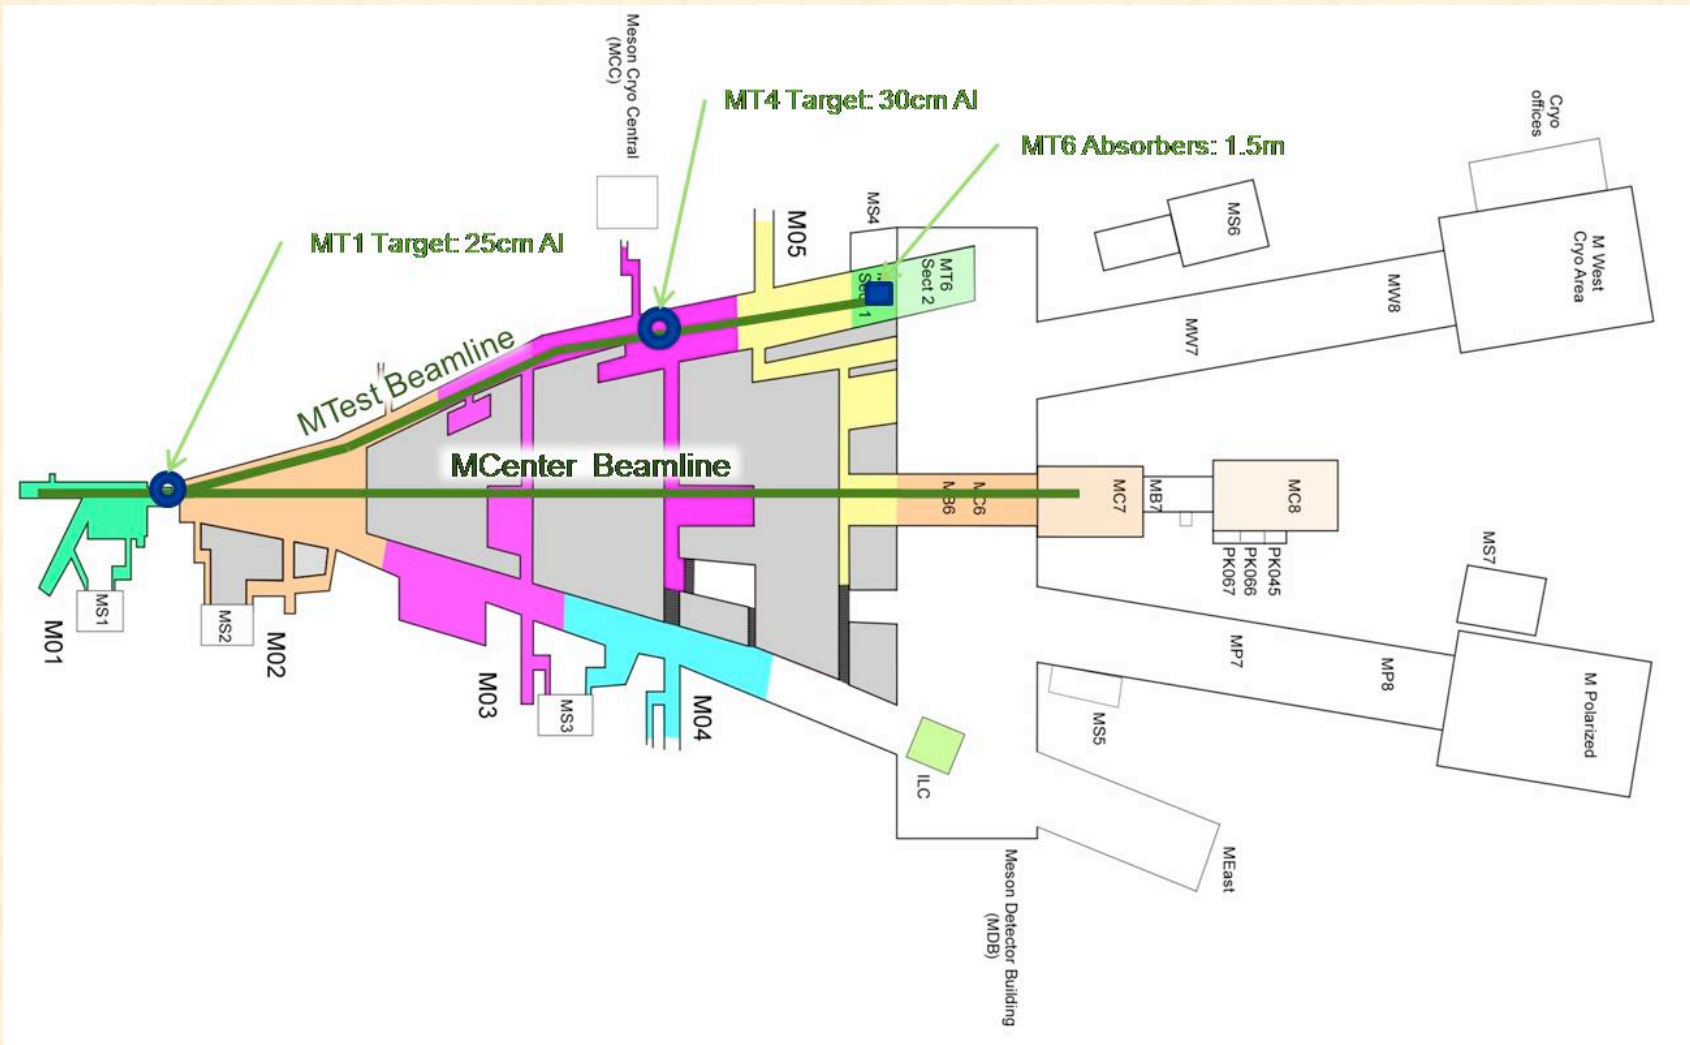 Meson Cryo Central
(MCC)
MT4 Target: 30cm Al
MT6 Absorbers: 1.5m
Cryo
offices
MT1 Target: 25cm Al
M05
MS4
MS6
M West
Cryo Area
MT6
Sect 2
1
MW8
MW7
MTest Beamline
MCenter Beamline
MC6
MC7
MB7
MC8
PK067
PK066
PK045
MS7
MS1
MS2
M01
M02
M03
MS3
M04
MP7
MP8
M Polarized
MS5
ILC
MEast
Meson Detector Building
(MDB)